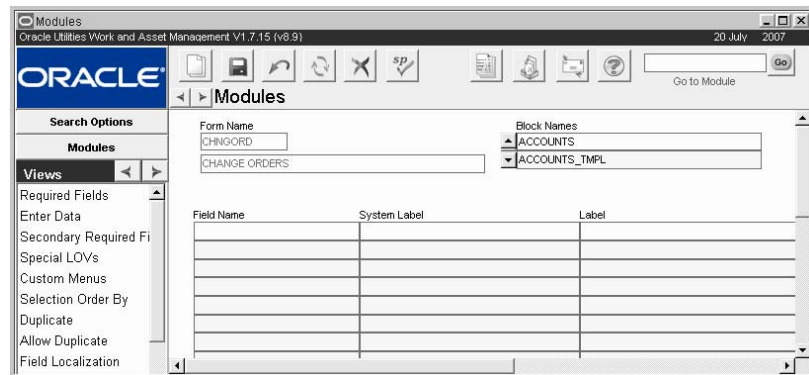 Modules
Oracle Utilities Work and Asset Management V1.7.15 (v8.9) 20 July 2007
ORACLE®
sp
Go
Go to Module
Modules
Search Options
Modules
Views
Required Fields
Enter Data
Secondary Required Fi
Special LOVs
Custom Menus
Selection Order By
Duplicate
Allow Duplicate
Field Localization
Form Name
CHNGORD
CHANGE ORDERS
Block Names
ACCOUNTS
ACCOUNTS_TMPL
Field Name System Label Label